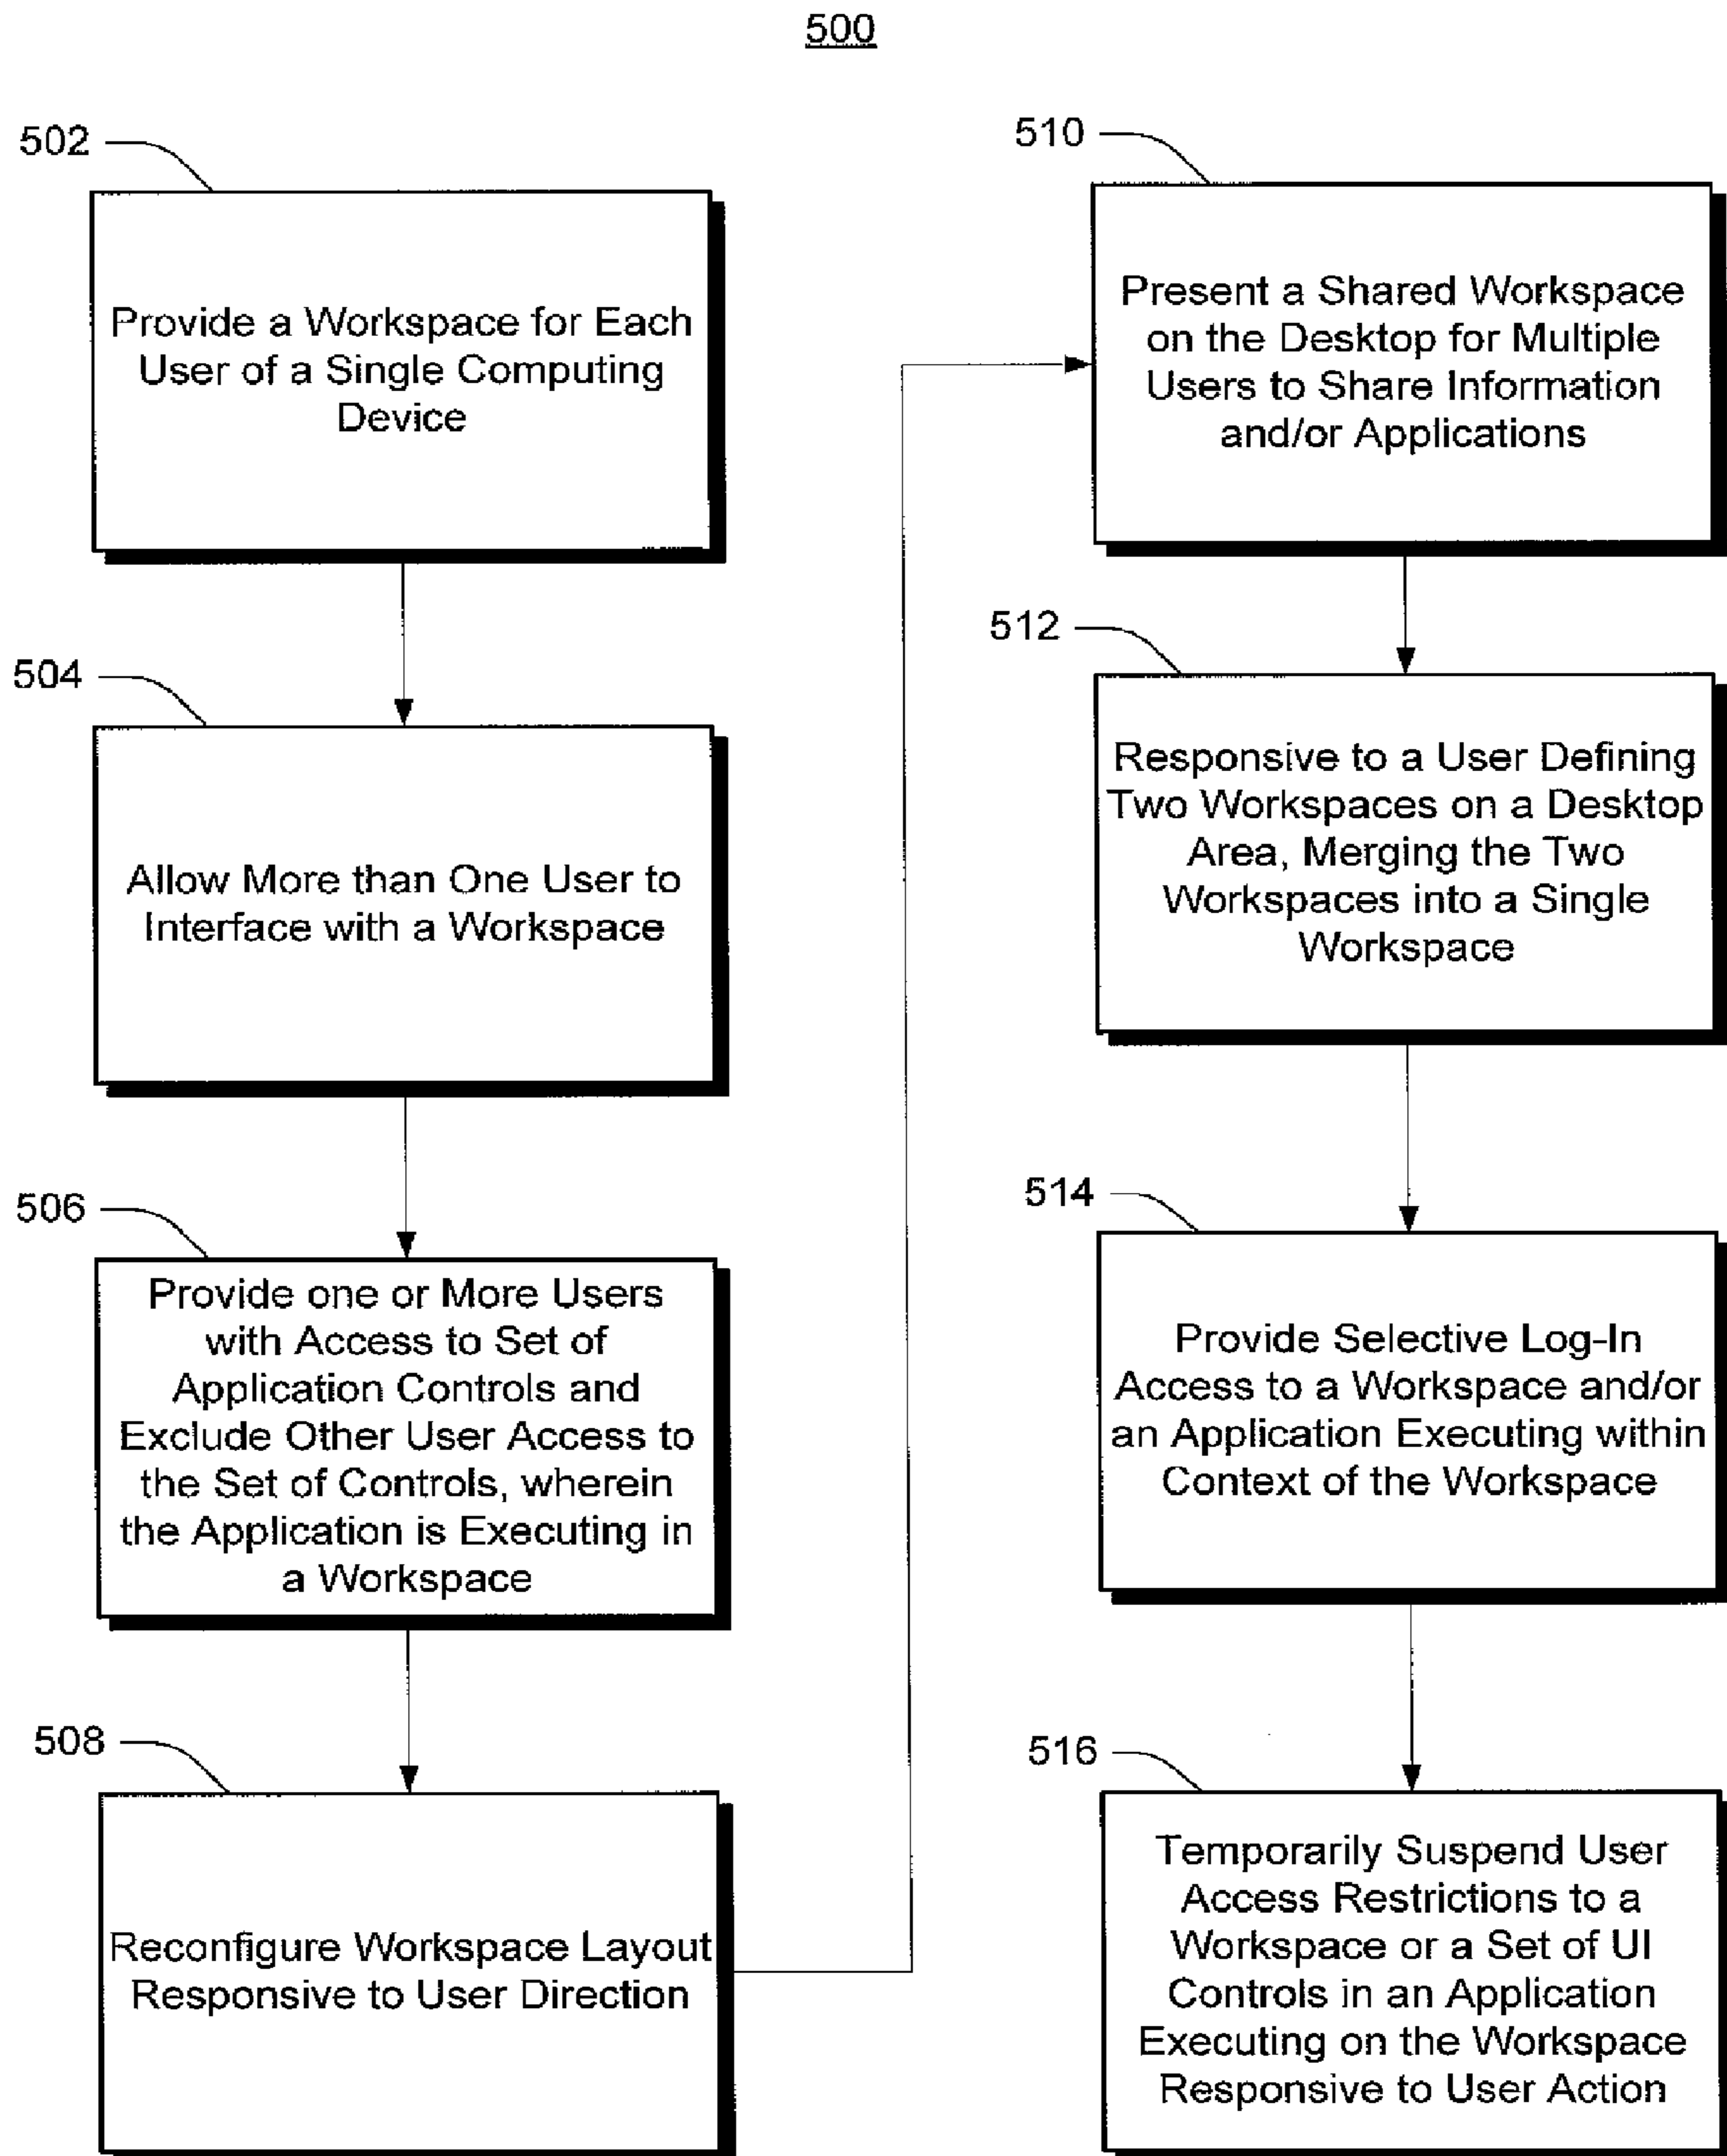 500
502
Provide a Workspace for Each
User of a Single Computing
Device
504
Allow More than One User to
Interface with a Workspace
506
Provide one or More Users
with Access to Set of
Application Controls and
Exclude Other User Access to
the Set of Controls, wherein
the Application is Executing in
a Workspace
508
Reconfigure Workspace Layout
Responsive to User Direction
510
Present a Shared Workspace
on the Desktop for Multiple
Users to Share Information
and/or Applications
512
Responsive to a User Defining
Two Workspaces on a Desktop
Area, Merging the Two
Workspaces into a Single
Workspace
514
Provide Selective Log-In
Access to a Workspace and/or
an Application Executing within
Context of the Workspace
516
Temporarily Suspend User
Access Restrictions to a
Workspace or a Set of UI
Controls in an Application
Executing on the Workspace
Responsive to User Action